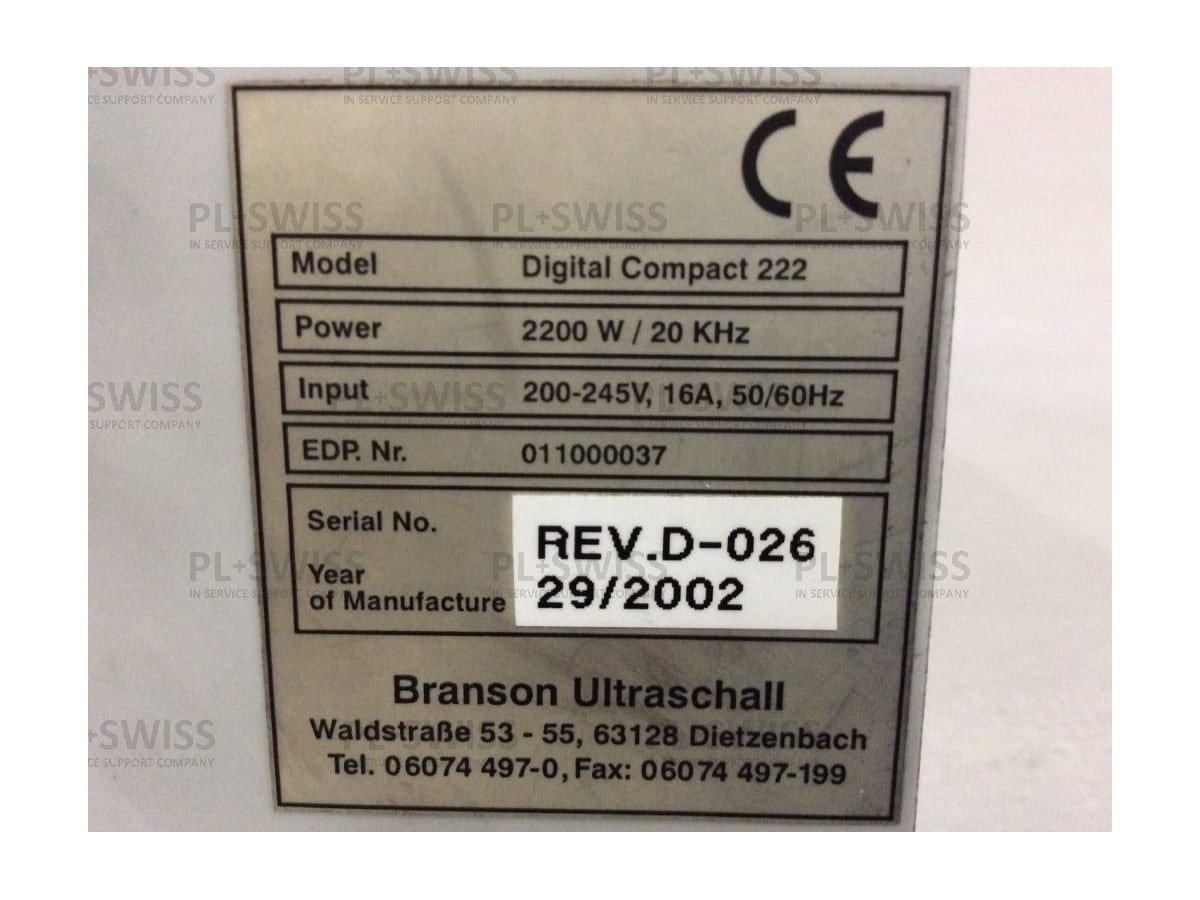 CE
Model Digital Compact 222
Power 2200 W / 20 KHz
Input 200-245V, 16A, 50/60Hz
EDP. Nr. 011000037
Serial No. REV.D-026
Year
of Manufacture 29/2002
Branson Ultraschall
Waldstraße 53 - 55, 63128 Dietzenbach
Tel. 06074 497-0, Fax: 06074 497-199
PL+SWISS
IN SERVICE SUPPORT COMPANY